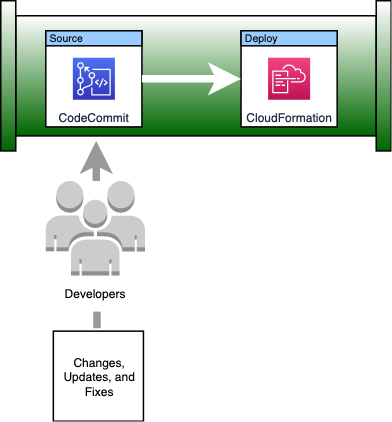 Source
Deploy
CodeCommit
CloudFormation
Developers
Changes,
Updates, and
Fixes